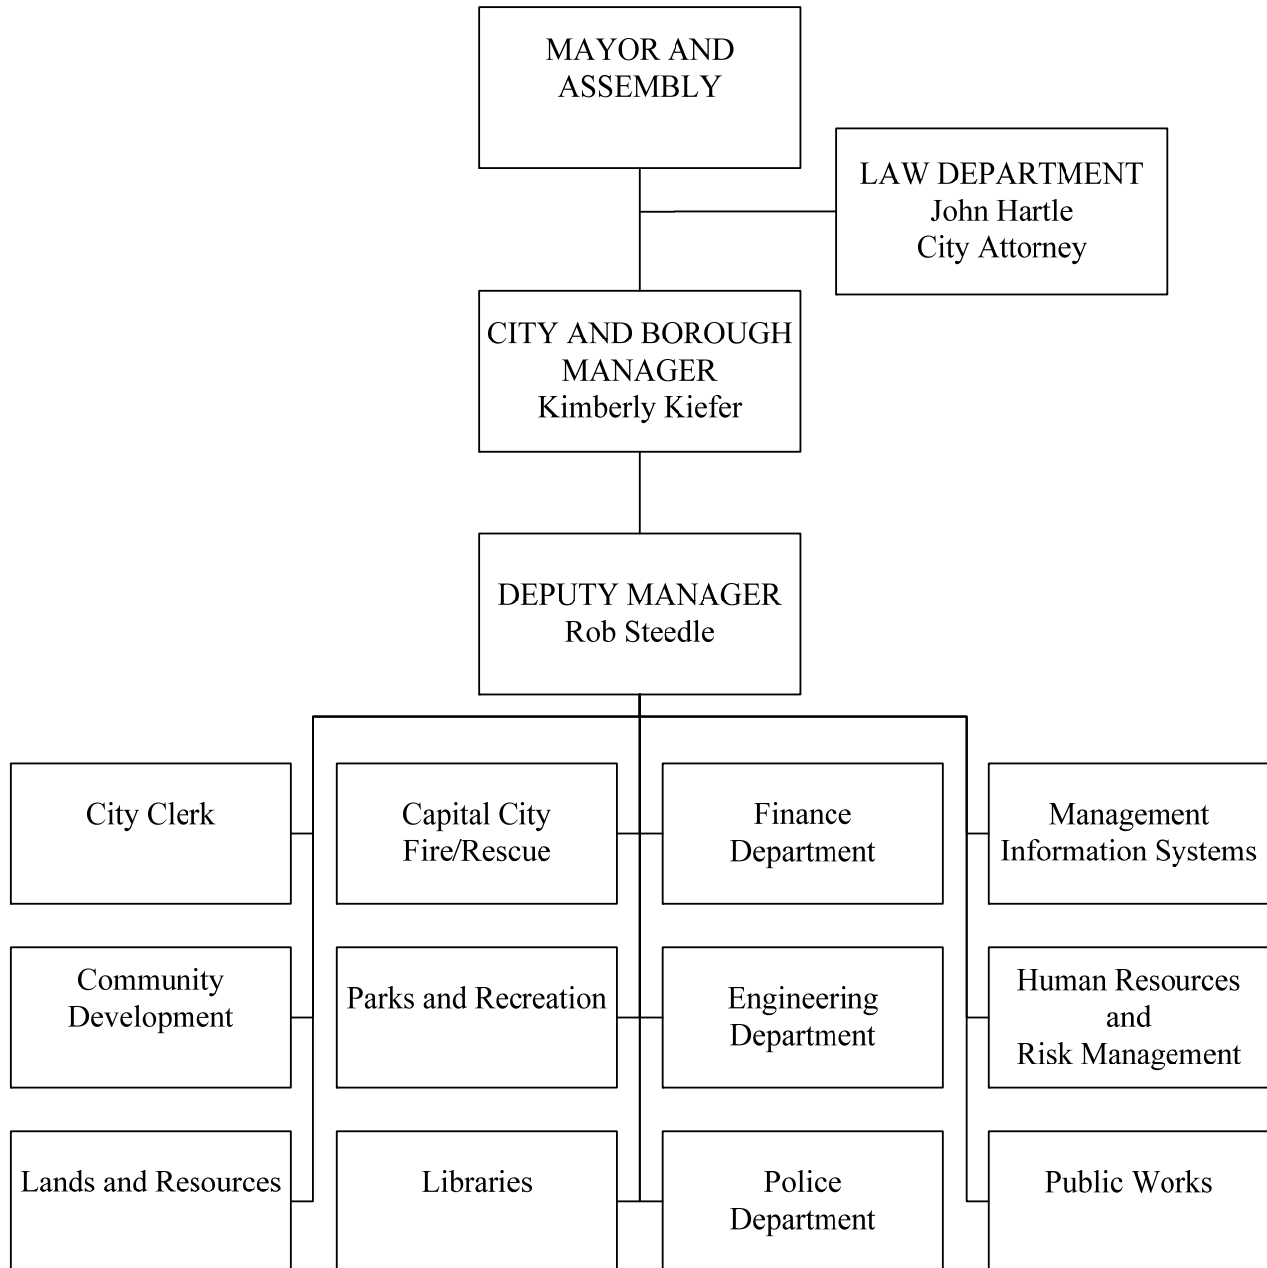 MAYOR AND
ASSEMBLY
LAW DEPARTMENT
John Hartle
City Attorney
CITY AND BOROUGH
MANAGER
Kimberly Kiefer
DEPUTY MANAGER
Rob Steedle
City Clerk
Capital City
Fire/Rescue
Finance
Department
Management
Information Systems
Community
Development
Parks and Recreation
Engineering
Department
Human Resources
and
Risk Management
Lands and Resources
Libraries
Police
Department
Public Works